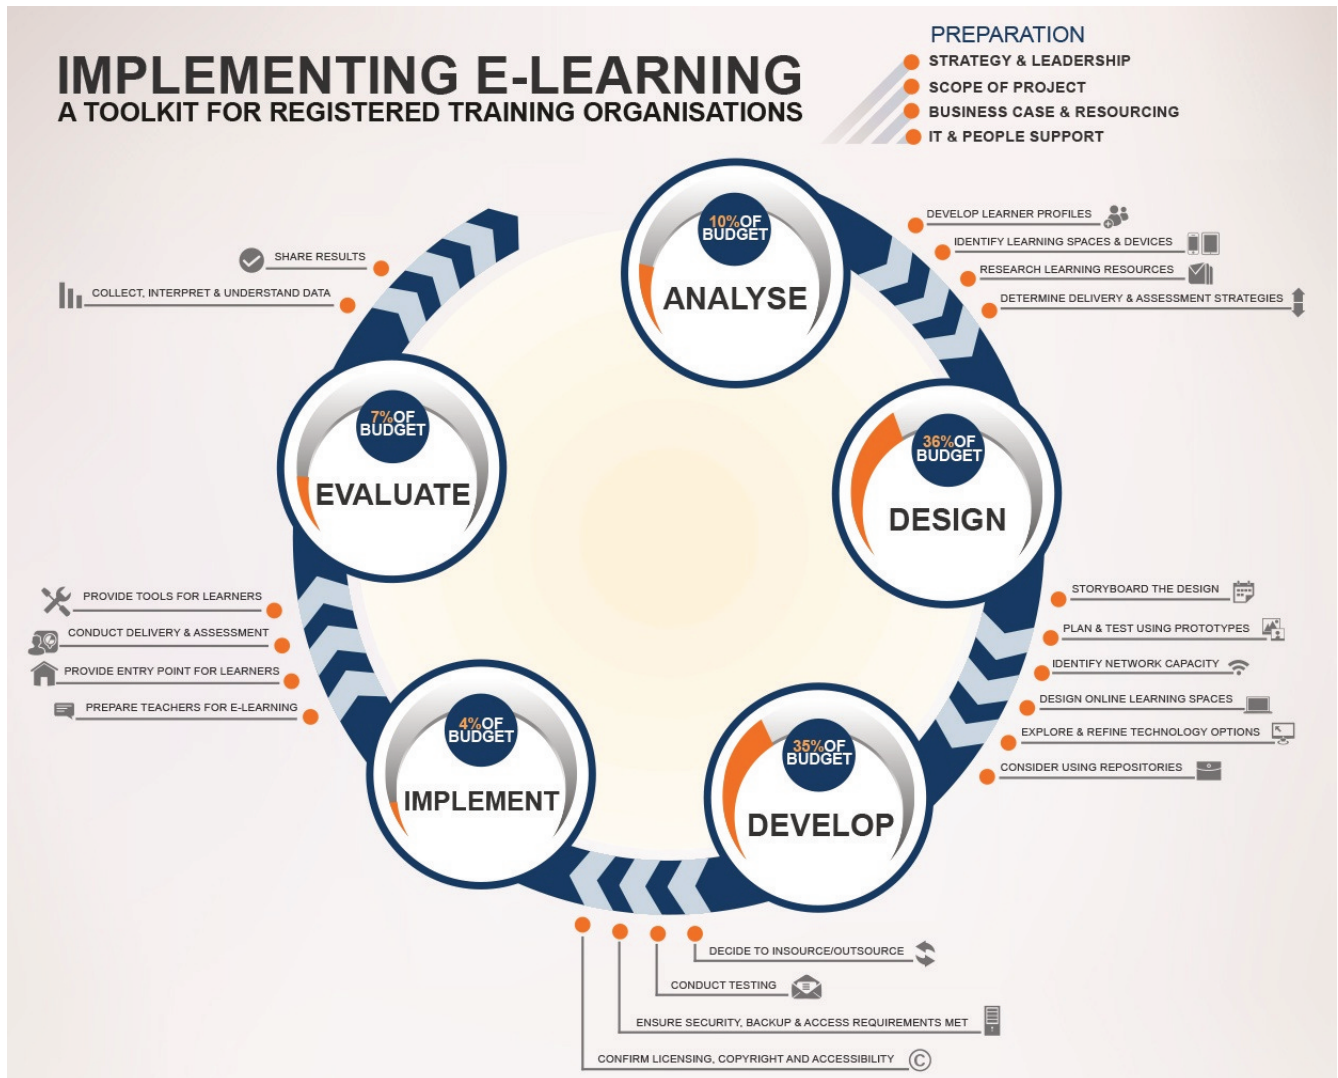 IMPLEMENTING E-LEARNING
A TOOLKIT FOR REGISTERED TRAINING ORGANISATIONS
PREPARATION
STRATEGY & LEADERSHIP
SCOPE OF PROJECT
BUSINESS CASE & RESOURCING
IT & PEOPLE SUPPORT
10% OF
BUDGET
ANALYSE
DEVELOP LEARNER PROFILES
IDENTIFY LEARNING SPACES & DEVICES
RESEARCH LEARNING RESOURCES
DETERMINE DELIVERY & ASSESSMENT STRATEGIES
36% OF
BUDGET
DESIGN
STORYBOARD THE DESIGN
PLAN & TEST USING PROTOTYPES
IDENTIFY NETWORK CAPACITY
DESIGN ONLINE LEARNING SPACES
EXPLORE & REFINE TECHNOLOGY OPTIONS
CONSIDER USING REPOSITORIES
35% OF
BUDGET
DEVELOP
DECIDE TO INSOURCE/OUTSOURCE
CONDUCT TESTING
ENSURE SECURITY, BACKUP & ACCESS REQUIREMENTS MET
CONFIRM LICENSING, COPYRIGHT AND ACCESSIBILITY ©
4% OF
BUDGET
IMPLEMENT
PROVIDE TOOLS FOR LEARNERS
CONDUCT DELIVERY & ASSESSMENT
PROVIDE ENTRY POINT FOR LEARNERS
PREPARE TEACHERS FOR E-LEARNING
7% OF
BUDGET
EVALUATE
SHARE RESULTS
COLLECT, INTERPRET & UNDERSTAND DATA